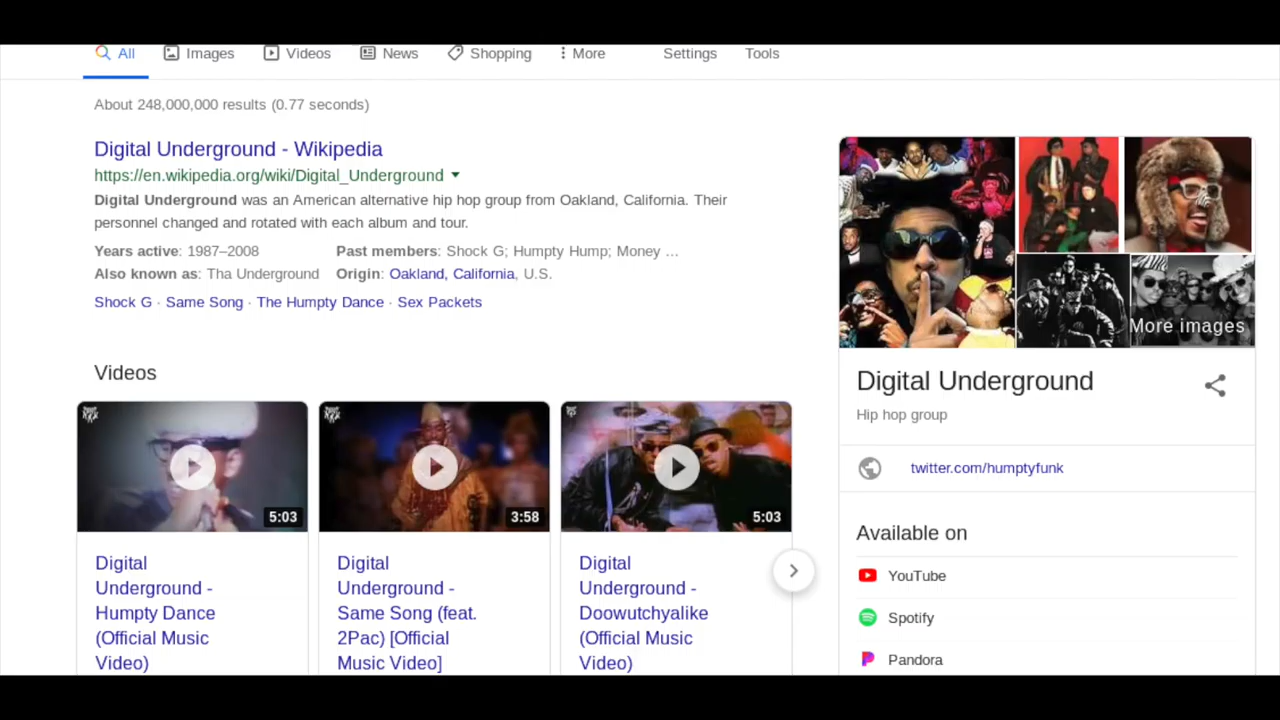 All Images Videos News Shopping More Settings Tools
About 248,000,000 results (0.77 seconds)
Digital Underground - Wikipedia
https://en.wikipedia.org/wiki/Digital_Underground
Digital Underground was an American alternative hip hop group from Oakland, California. Their
personnel changed and rotated with each album and tour.
Years active: 1987–2008 Past members: Shock G; Humpty Hump; Money ...
Also known as: Tha Underground Origin: Oakland, California, U.S.
Shock G · Same Song · The Humpty Dance · Sex Packets
Videos
5:03
Digital
Underground -
Humpty Dance
(Official Music
Video)
3:58
Digital
Underground -
Same Song (feat.
2Pac) [Official
Music Video]
5:03
Digital
Underground -
Doowutchyalike
(Official Music
Video)
More images
Digital Underground
Hip hop group
twitter.com/humptyfunk
Available on
YouTube
Spotify
Pandora